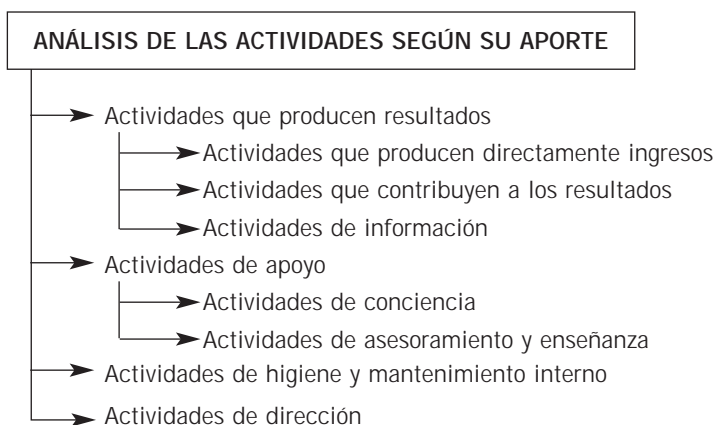 ANÁLISIS DE LAS ACTIVIDADES SEGÚN SU APORTE
Actividades que producen resultados
Actividades que producen directamente ingresos
Actividades que contribuyen a los resultados
Actividades de información
Actividades de apoyo
Actividades de conciencia
Actividades de asesoramiento y enseñanza
Actividades de higiene y mantenimiento interno
Actividades de dirección